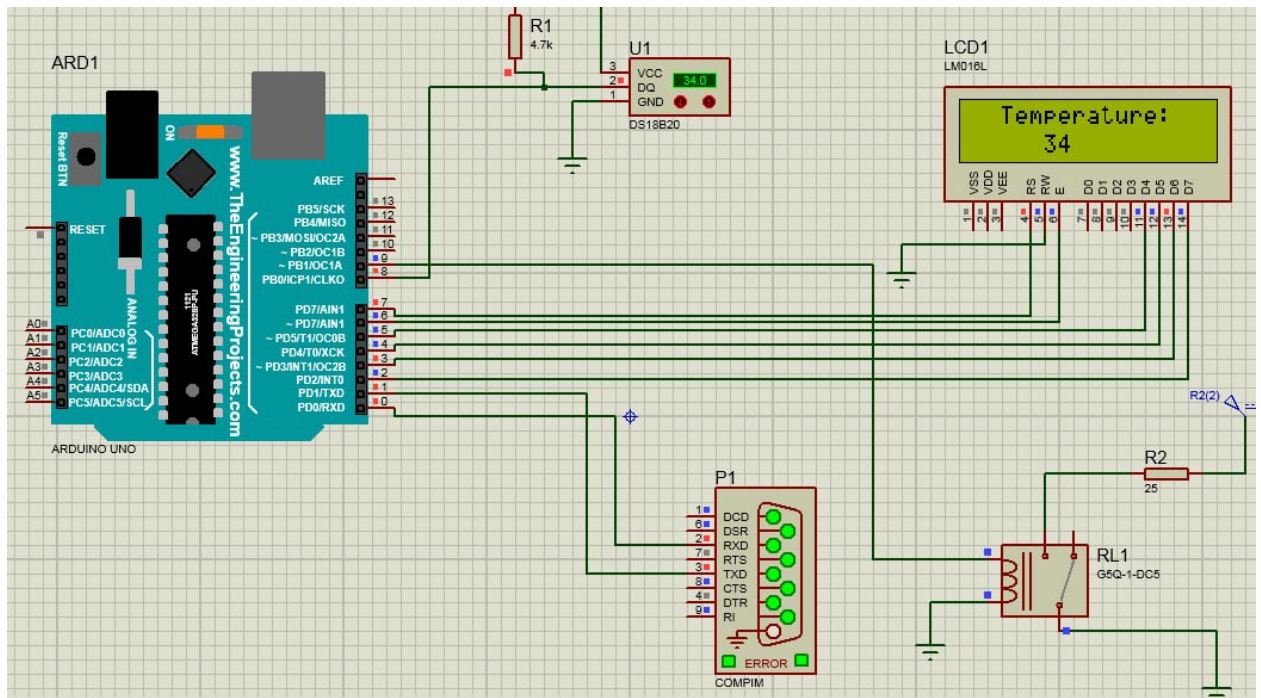 ARD1
ON
Reset BTN
www.TheEngineeringProjects.com
RESET
ANALOG IN
1121
ATMEGA328P-PU
AREF
PB5/SCK 13
PB4/MISO 12
~ PB3/MOSI/OC2A 11
~ PB2/OC1B 10
~ PB1/OC1A 9
PB0/ICP1/CLKO 8
PD7/AIN1 7
~ PD7/AIN1 6
~ PD5/T1/OC0B 5
PD4/T0/XCK 4
~ PD3/INT1/OC2B 3
PD2/INT0 2
PD1/TXD 1
PD0/RXD 0
A0 PC0/ADC0
A1 PC1/ADC1
A2 PC2/ADC2
A3 PC3/ADC3
A4 PC4/ADC4/SDA
A5 PC5/ADC5/SCL
ARDUINO UNO
R1
4.7k
U1
3 VCC
2 DQ
1 GND
34.0
DS18B20
LCD1
LM016L
Temperature:
34
VSS VDD VEE RS RW E D0 D1 D2 D3 D4 D5 D6 D7
1 2 3 4 5 6 7 8 9 10 11 12 13 14
R2(2)
R2
25
RL1
G5Q-1-DC5
P1
1 DCD
6 DSR
2 RXD
7 RTS
3 TXD
8 CTS
4 DTR
9 RI
ERROR
COMPIM